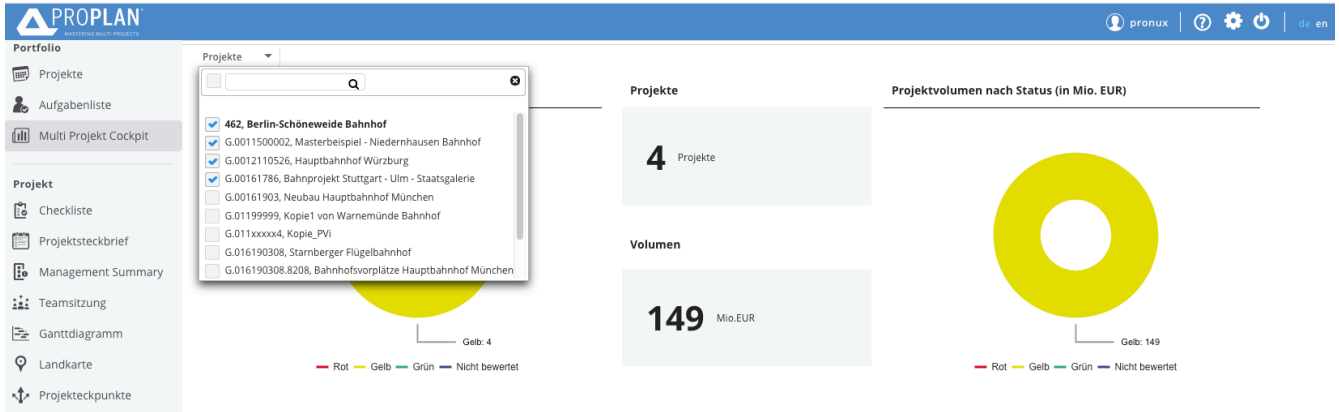 PROPLAN
MASTERING MULTI-PROJECTS
pronux
de en
Portfolio
Projekte
Aufgabenliste
Multi Projekt Cockpit
Projekt
Checkliste
Projektsteckbrief
Management Summary
Teamsitzung
Ganttdiagramm
Landkarte
Projekteckpunkte
Projekte
462, Berlin-Schöneweide Bahnhof
G.0011500002, Masterbeispiel - Niedernhausen Bahnhof
G.0012110526, Hauptbahnhof Würzburg
G.00161786, Bahnprojekt Stuttgart - Ulm - Staatsgalerie
G.00161903, Neubau Hauptbahnhof München
G.01199999, Kopie1 von Warnemünde Bahnhof
G.011xxxxx4, Kopie_PVi
G.016190308, Starnberger Flügelbahnhof
G.016190308.8208, Bahnhofsvorplätze Hauptbahnhof München
Gelb: 4
Rot Gelb Grün Nicht bewertet
Projekte
4 Projekte
Volumen
149 Mio.EUR
Projektvolumen nach Status (in Mio. EUR)
Gelb: 149
Rot Gelb Grün Nicht bewertet